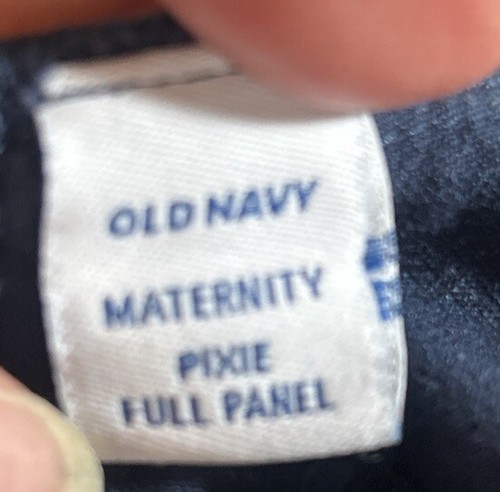 OLD NAVY
MATERNITY
PIXIE
FULL PANEL